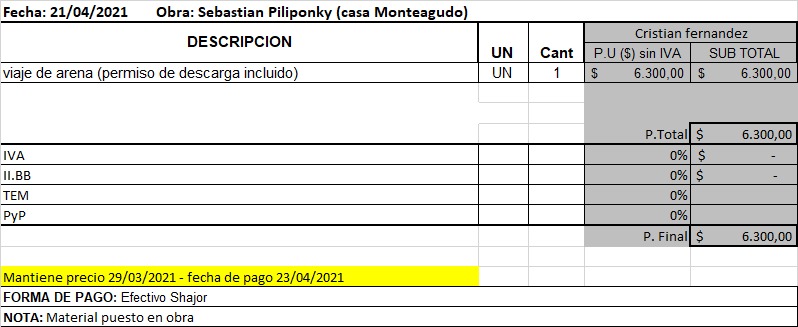 Fecha: 21/04/2021 Obra: Sebastian Piliponky (casa Monteagudo)
Cristian fernandez
DESCRIPCION UN Cant P.U ($) sin IVA SUB TOTAL
viaje de arena (permiso de descarga incluido) UN 1 $ 6.300,00 $ 6.300,00
P.Total $ 6.300,00
IVA 0% $ -
II.BB 0% $ -
TEM 0%
PyP 0%
P. Final $ 6.300,00
Mantiene precio 29/03/2021 - fecha de pago 23/04/2021
FORMA DE PAGO: Efectivo Shajor
NOTA: Material puesto en obra